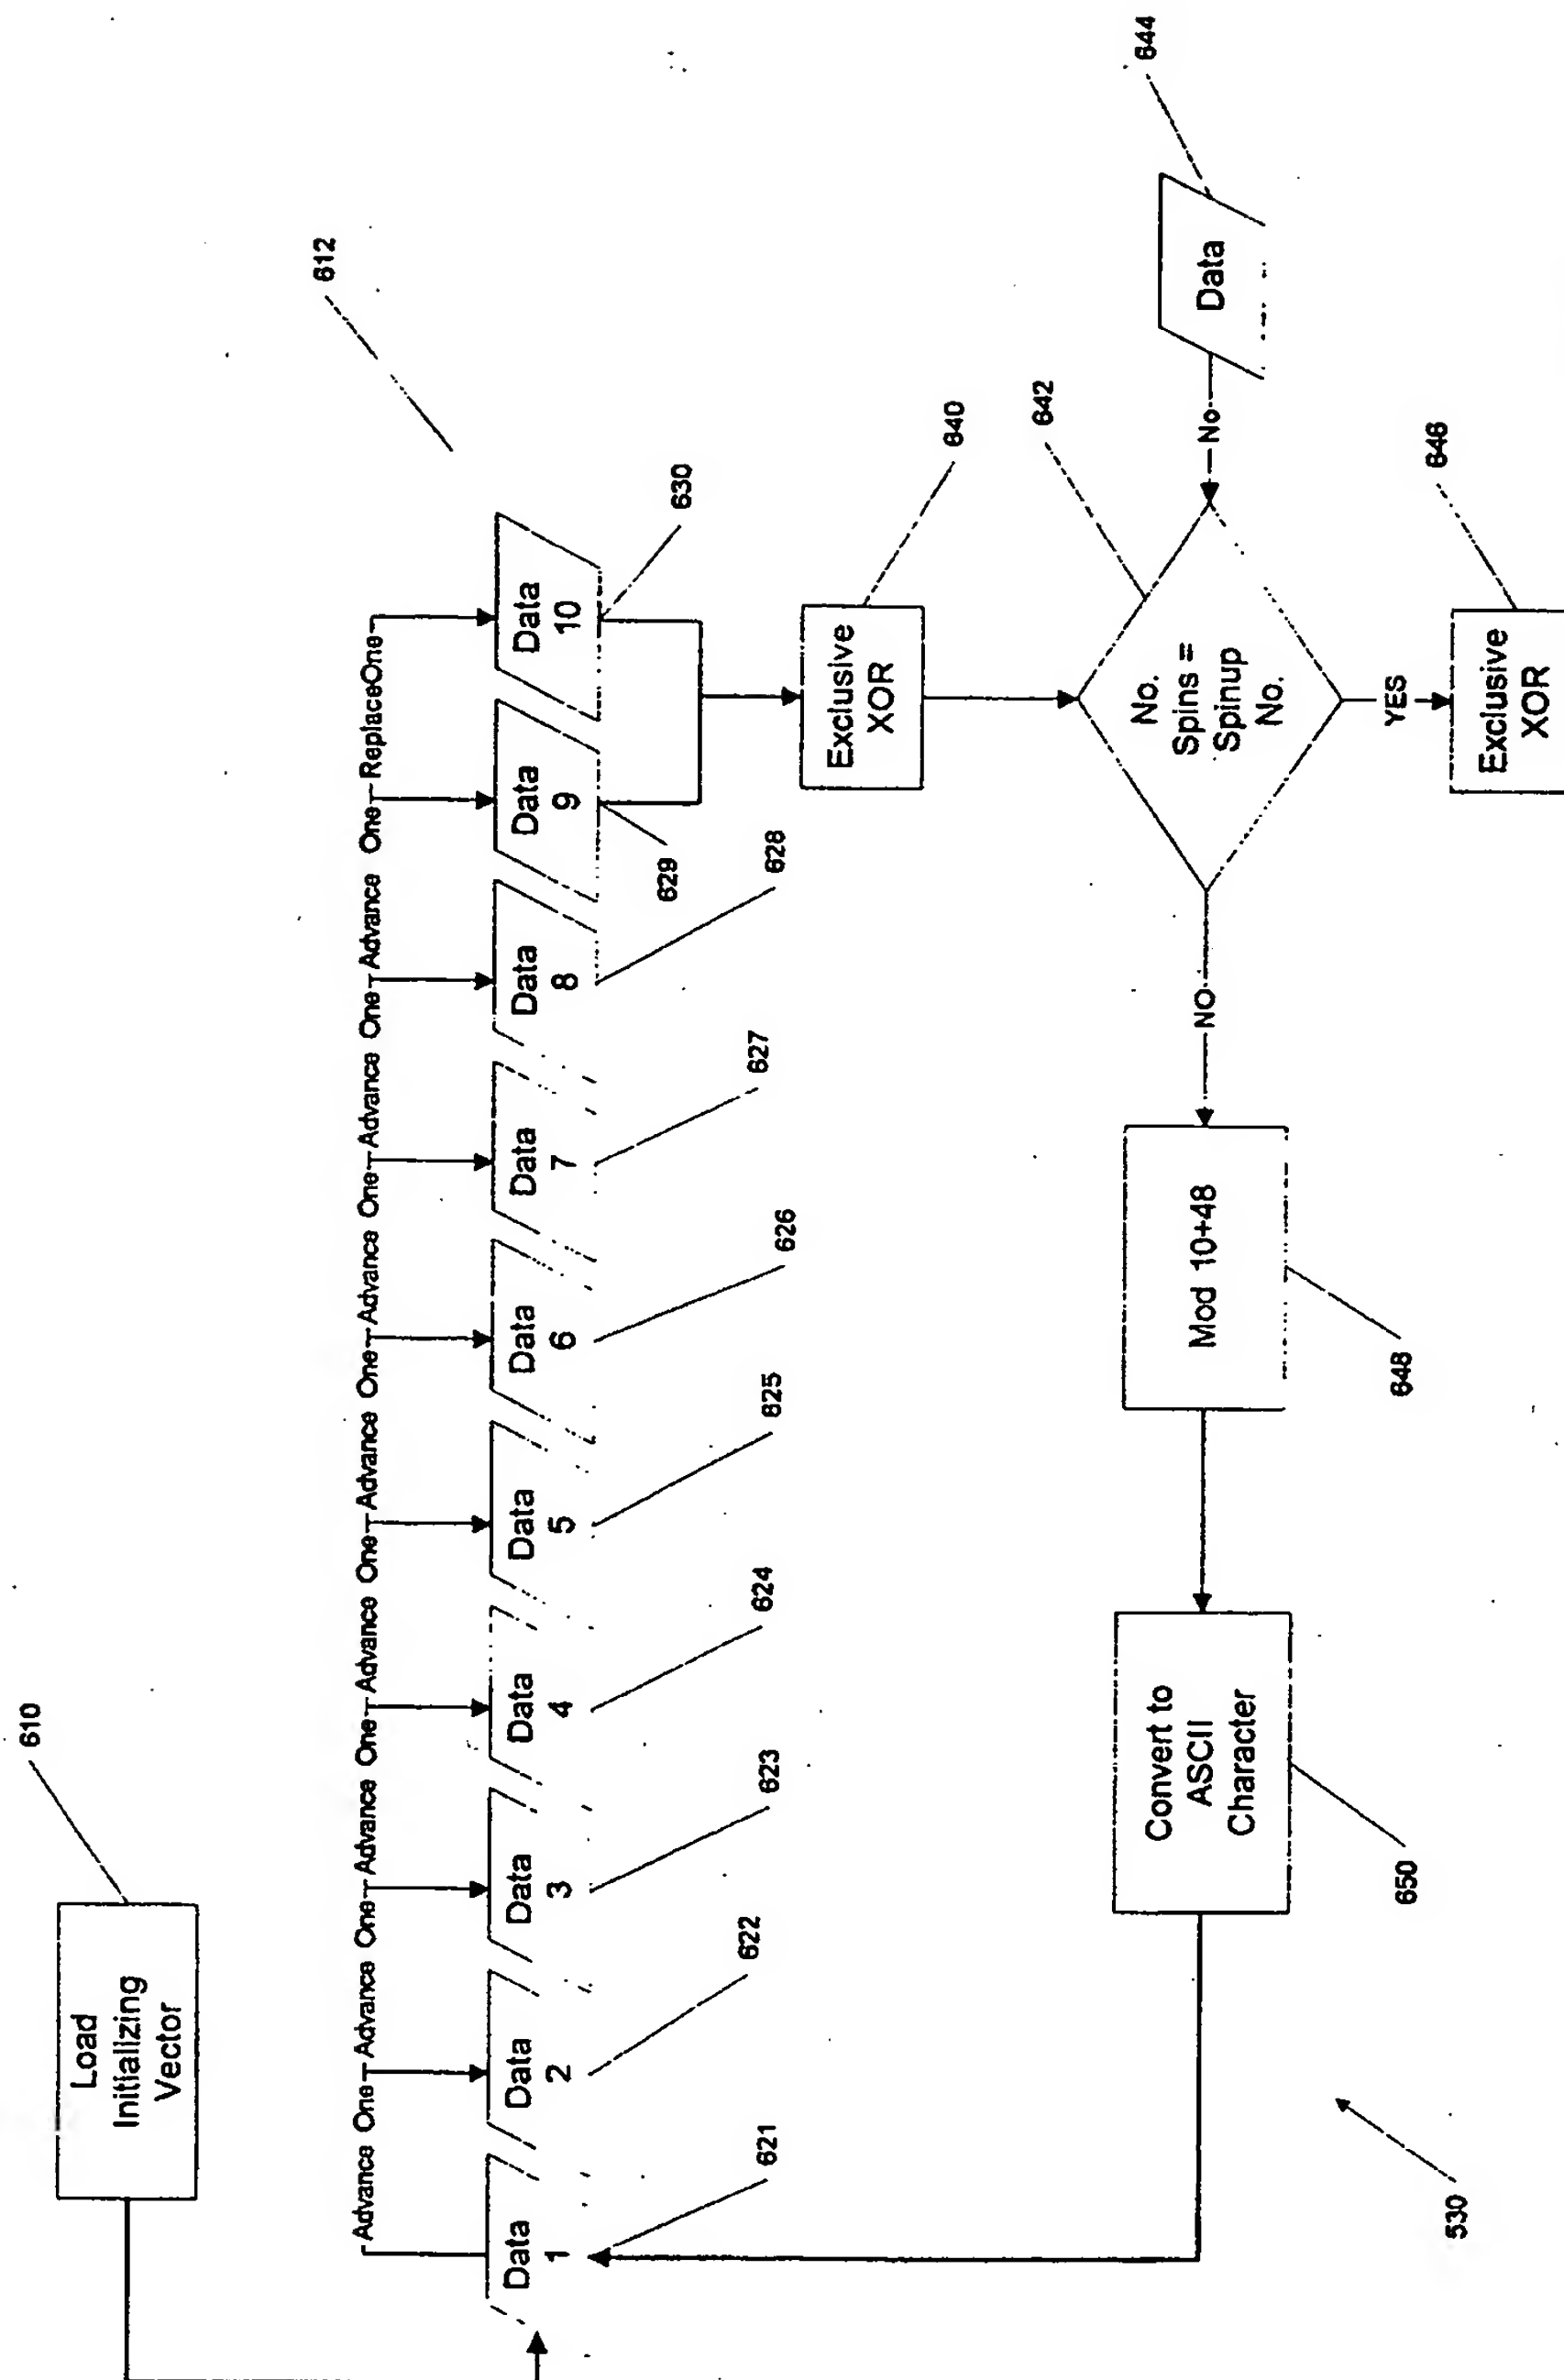 610
Load
Initializing
Vector
612
Advance One
Advance One
Advance One
Advance One
Advance One
Advance One
Advance One
Advance One
ReplaceOne
Data
1
Data
2
Data
3
Data
4
Data
5
Data
6
Data
7
Data
8
Data
9
Data
10
621
622
623
624
625
626
627
628
629
630
Exclusive
XOR
640
642
No.
Spins =
Spinup
No.
No
Data
644
YES
Exclusive
XOR
646
NO
Mod 10+48
648
Convert to
ASCII
Character
650
530